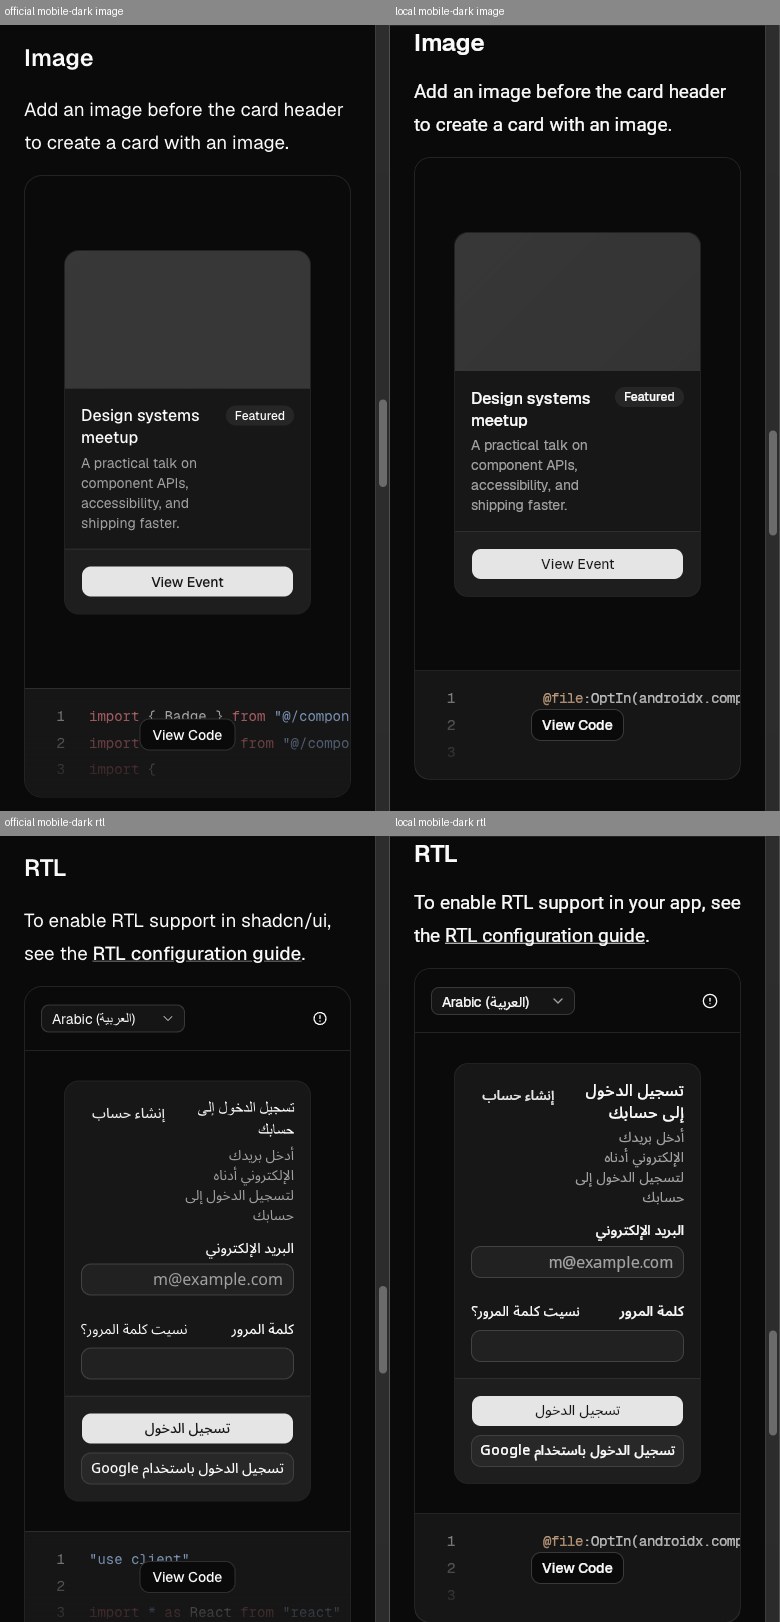 official mobile-dark image
Image
Add an image before the card header
to create a card with an image.
Design systems
meetup
Featured
A practical talk on
component APIs,
accessibility, and
shipping faster.
View Event
1 import { Badge } from "@/compon
2 import from "@/compo
3 import {
View Code
local mobile-dark image
Image
Add an image before the card header
to create a card with an image.
Design systems
meetup
Featured
A practical talk on
component APIs,
accessibility, and
shipping faster.
View Event
1 @file:OptIn(androidx.comp
2
3
View Code
official mobile-dark rtl
RTL
To enable RTL support in shadcn/ui,
see the RTL configuration guide.
Arabic (العربية)
تسجيل الدخول إلى
حسابك
إنشاء حساب
أدخل بريدك
الإلكتروني أدناه
لتسجيل الدخول إلى
حسابك
البريد الإلكتروني
m@example.com
كلمة المرور
نسيت كلمة المرور؟
تسجيل الدخول
تسجيل الدخول باستخدام Google
1 "use client"
2
3 import * as React from "react"
View Code
local mobile-dark rtl
RTL
To enable RTL support in your app, see
the RTL configuration guide.
Arabic (العربية)
تسجيل الدخول
إلى حسابك
إنشاء حساب
أدخل بريدك
الإلكتروني أدناه
لتسجيل الدخول إلى
حسابك
البريد الإلكتروني
m@example.com
كلمة المرور
نسيت كلمة المرور؟
تسجيل الدخول
تسجيل الدخول باستخدام Google
1 @file:OptIn(androidx.comp
2
3
View Code